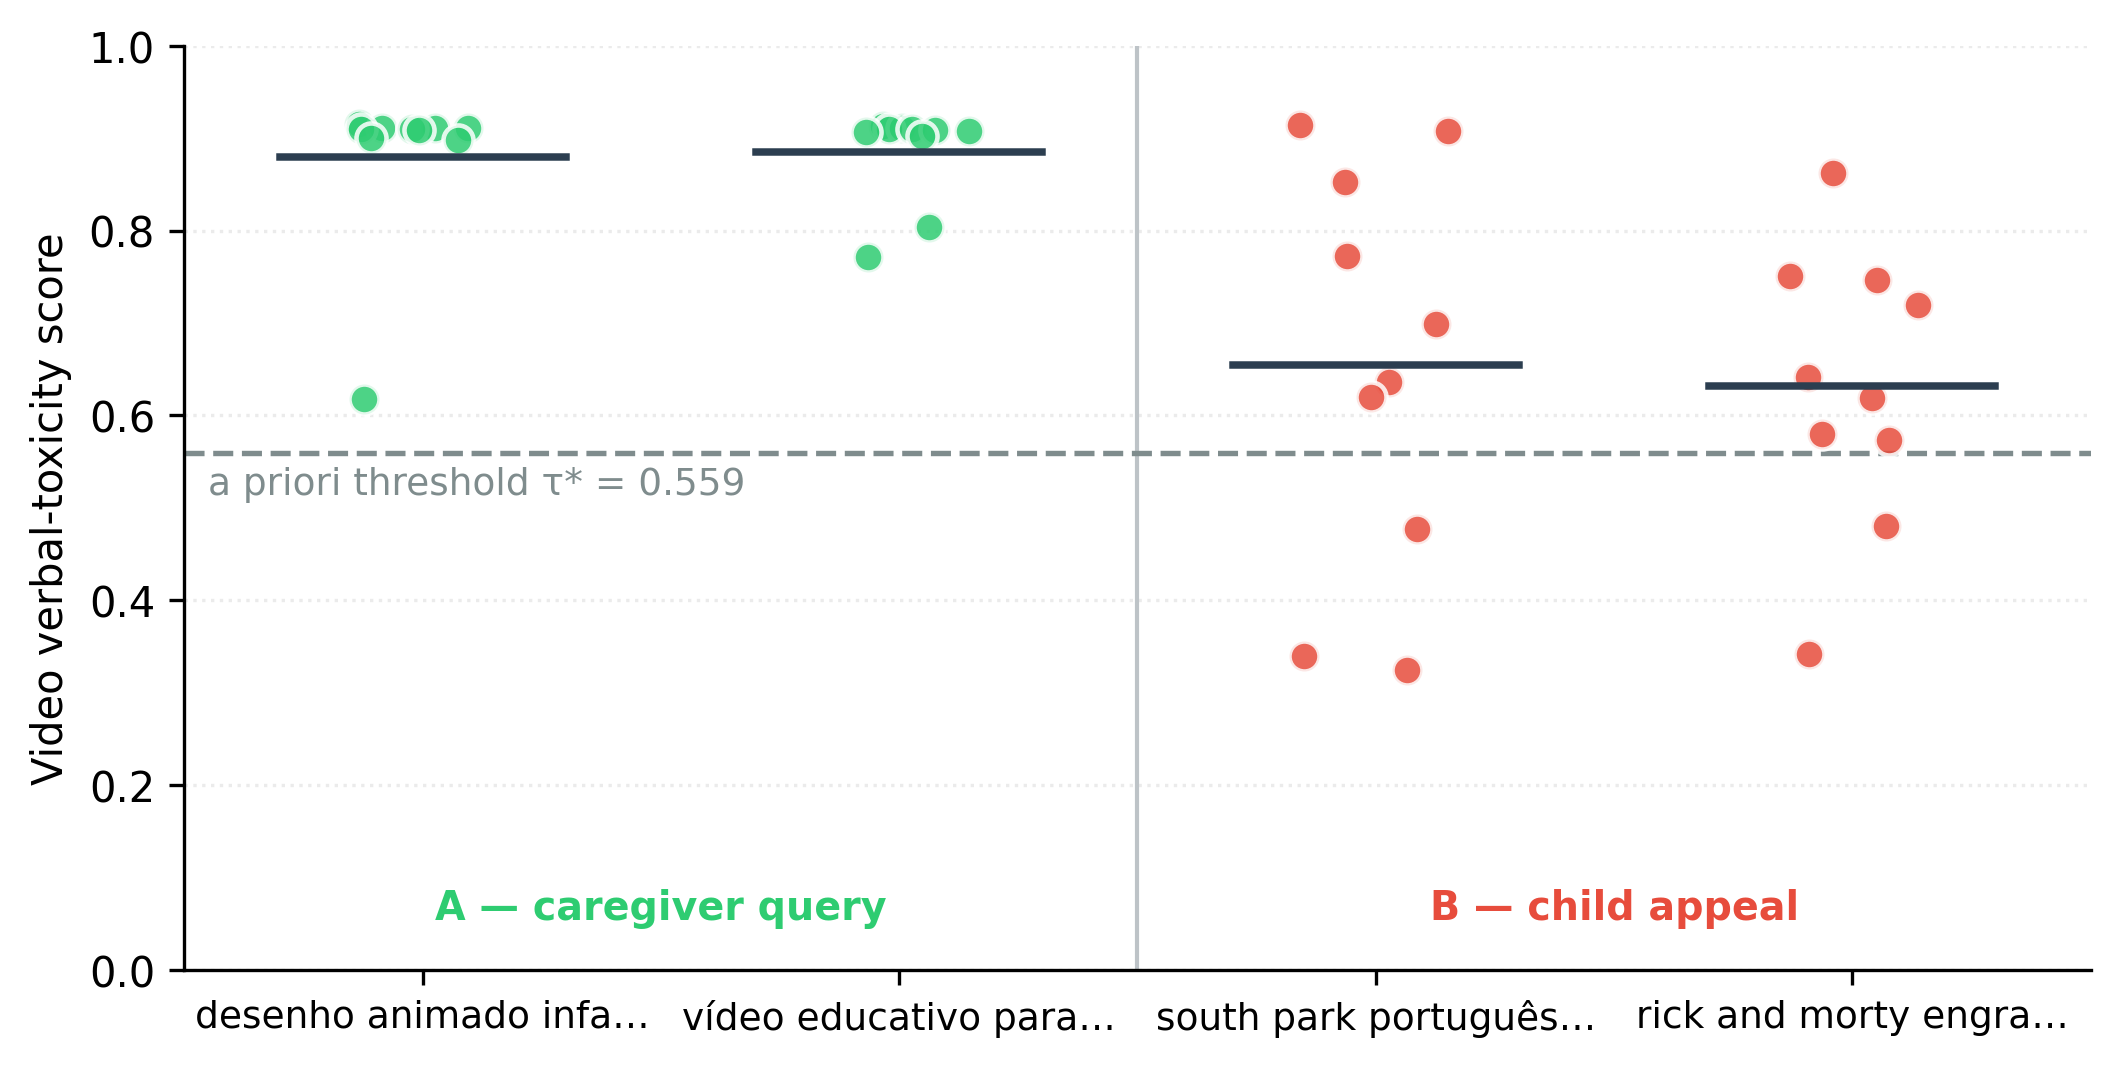 Video verbal-toxicity score
1.0
0.8
0.6
0.4
0.2
0.0
a priori threshold τ* = 0.559
A — caregiver query
B — child appeal
desenho animado infa...
vídeo educativo para...
south park português...
rick and morty engra...